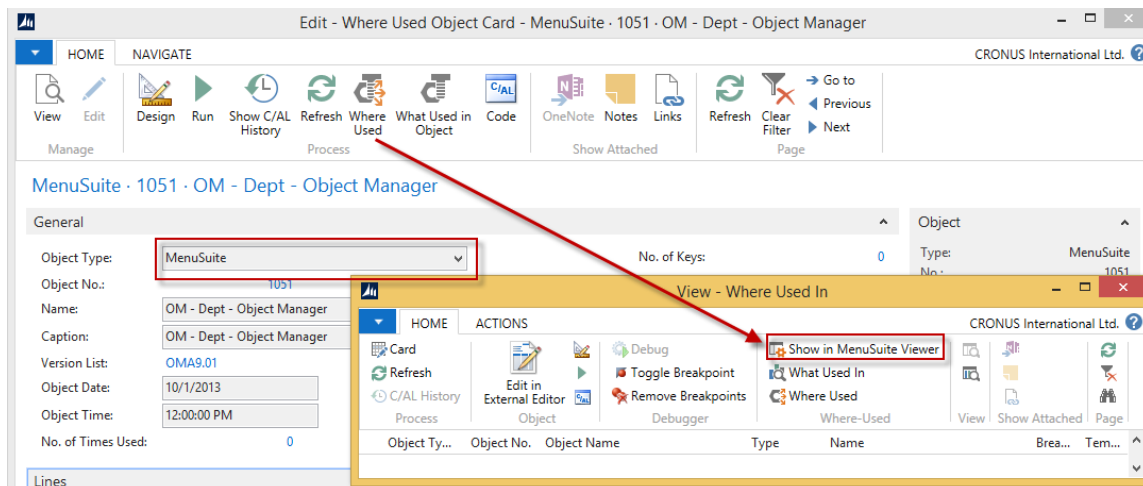 Edit - Where Used Object Card - MenuSuite · 1051 · OM - Dept - Object Manager
HOME NAVIGATE CRONUS International Ltd.
View Edit Design Run Show C/AL History Refresh Where Used What Used in Object C/AL Code OneNote Notes Links Refresh Clear Filter Go to Previous Next
Manage Process Show Attached Page
MenuSuite · 1051 · OM - Dept - Object Manager
General Object
Object Type: MenuSuite No. of Keys: 0 Type: MenuSuite
Object No.: 1051 No.: 1051
Name: OM - Dept - Object Manager
Caption: OM - Dept - Object Manager
Version List: OMA9.01
Object Date: 10/1/2013
Object Time: 12:00:00 PM
No. of Times Used: 0
Lines
View - Where Used In
HOME ACTIONS CRONUS International Ltd.
Card Debug Show in MenuSuite Viewer
Refresh Edit in External Editor C/AL Toggle Breakpoint What Used In
C/AL History Remove Breakpoints Where Used
Process Object Debugger Where-Used View Show Attached Page
Object Ty... Object No. Object Name Type Name Brea... Tem...